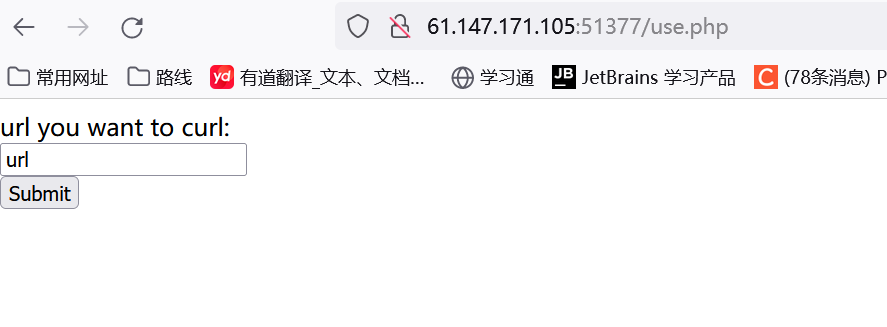 61.147.171.105:51377/use.php
常用网址 路线 yd 有道翻译_文本、文档... 学习通 JB JetBrains 学习产品 C (78条消息) P
url you want to curl:
url
Submit